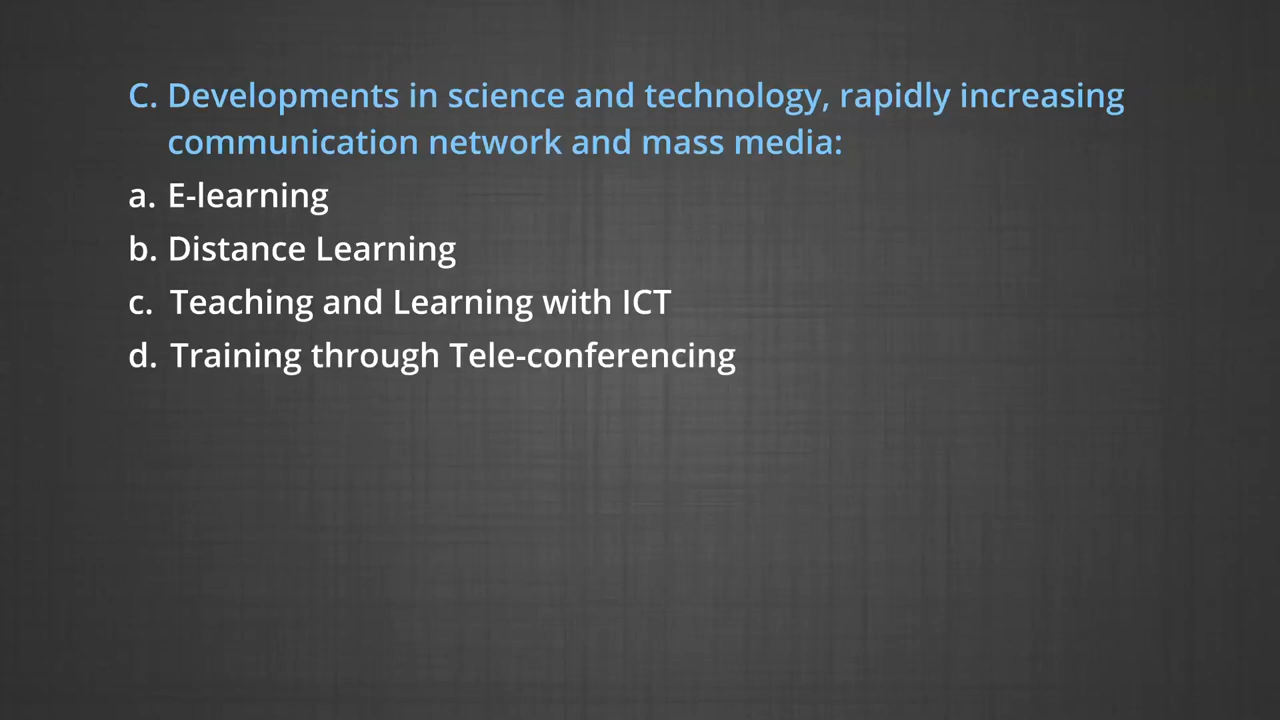 C. Developments in science and technology, rapidly increasing
communication network and mass media:
a. E-learning
b. Distance Learning
c. Teaching and Learning with ICT
d. Training through Tele-conferencing